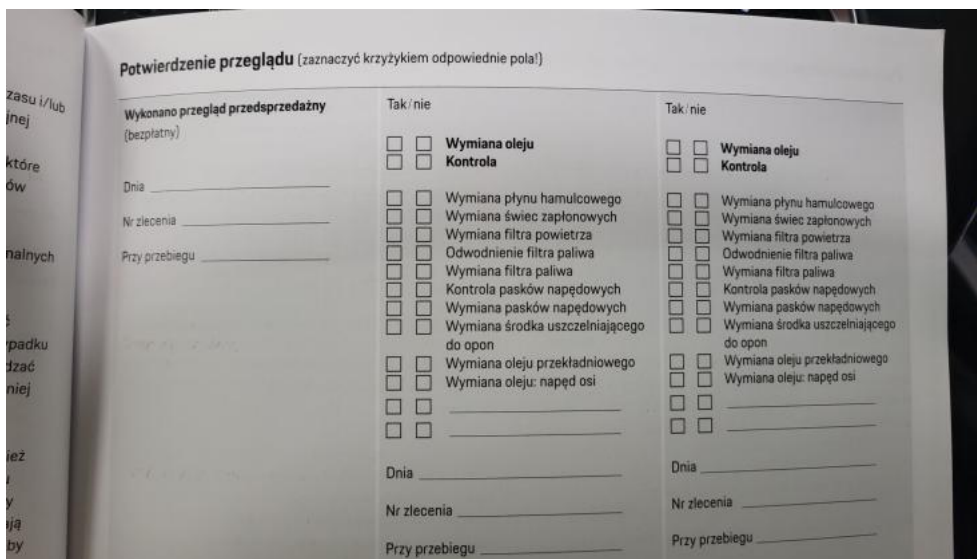 zasu i/lub
jnej
które
ów
nalnych
ypadku
dzać
niej
ież
y
ają
by
Potwierdzenie przeglądu (zaznaczyć krzyżykiem odpowiednie pola!)
Wykonano przegląd przedsprzedażny
(bezpłatny)
Dnia
Nr zlecenia
Przy przebiegu
Tak/nie
Wymiana oleju
Kontrola
Wymiana płynu hamulcowego
Wymiana świec zapłonowych
Wymiana filtra powietrza
Odwodnienie filtra paliwa
Wymiana filtra paliwa
Kontrola pasków napędowych
Wymiana pasków napędowych
Wymiana środka uszczelniającego
do opon
Wymiana oleju przekładniowego
Wymiana oleju: napęd osi
Dnia
Nr zlecenia
Przy przebiegu
Tak/nie
Wymiana oleju
Kontrola
Wymiana płynu hamulcowego
Wymiana świec zapłonowych
Wymiana filtra powietrza
Odwodnienie filtra paliwa
Wymiana filtra paliwa
Kontrola pasków napędowych
Wymiana pasków napędowych
Wymiana środka uszczelniającego
do opon
Wymiana oleju przekładniowego
Wymiana oleju: napęd osi
Dnia
Nr zlecenia
Przy przebiegu